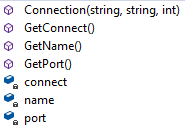 Connection(string, string, int)
GetConnect()
GetName()
GetPort()
connect
name
port